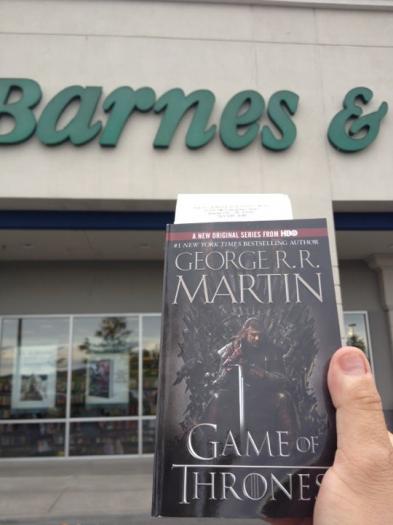 Barnes &
A NEW ORIGINAL SERIES FROM HBO
#1 NEW YORK TIMES BESTSELLING AUTHOR
GEORGE R.R.
MARTIN
GAME OF
THRONES